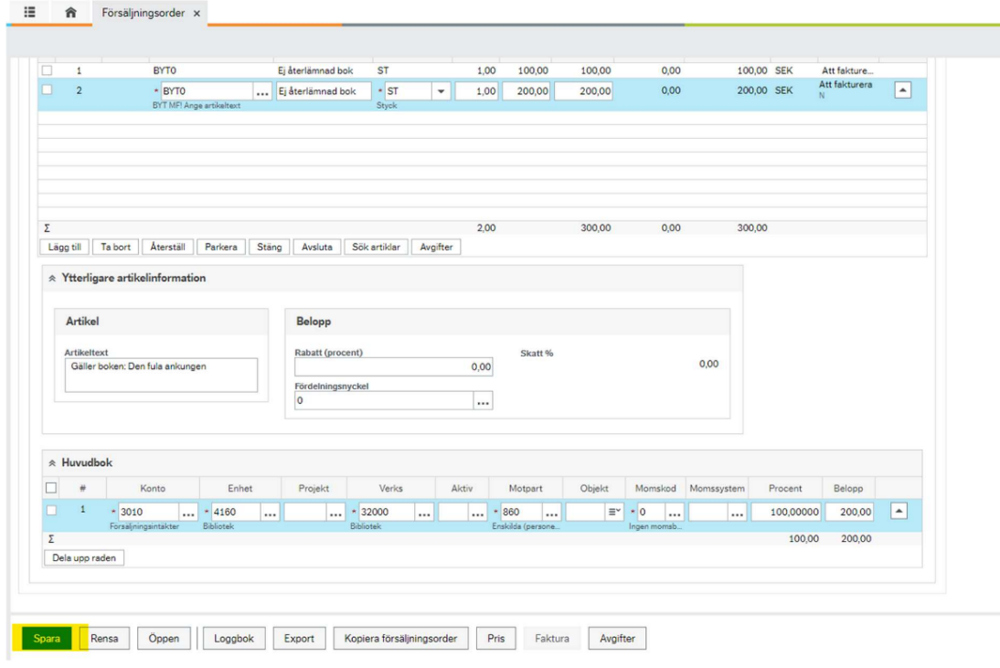 Försäljningsorder ×
1 BYT0 Ej återlämnad bok ST 1,00 100,00 100,00 0,00 100,00 SEK Att fakture...
2 * BYT0 ... Ej återlämnad bok * ST 1,00 200,00 200,00 0,00 200,00 SEK Att fakturera
BYT MF! Ange artikeltext Styck N
Σ 2,00 300,00 0,00 300,00
Lägg till Ta bort Återställ Parkera Stäng Avsluta Sök artiklar Avgifter
Ytterligare artikelinformation
Artikel Belopp
Artikeltext Rabatt (procent) Skatt %
Gäller boken: Den fula ankungen 0,00 0,00
Fördelningsnyckel
0 ...
Huvudbok
# Konto Enhet Projekt Verks Aktiv Motpart Objekt Momskod Momssystem Procent Belopp
1 * 3010 ... * 4160 ... ... * 32000 ... ... * 860 ... * 0 ... ... 100,00000 200,00
Försäljningsintäkter Bibliotek Bibliotek Enskilda (persone... Ingen momsb...
Σ 100,00 200,00
Dela upp raden
Spara Rensa Öppen Loggbok Export Kopiera försäljningsorder Pris Faktura Avgifter